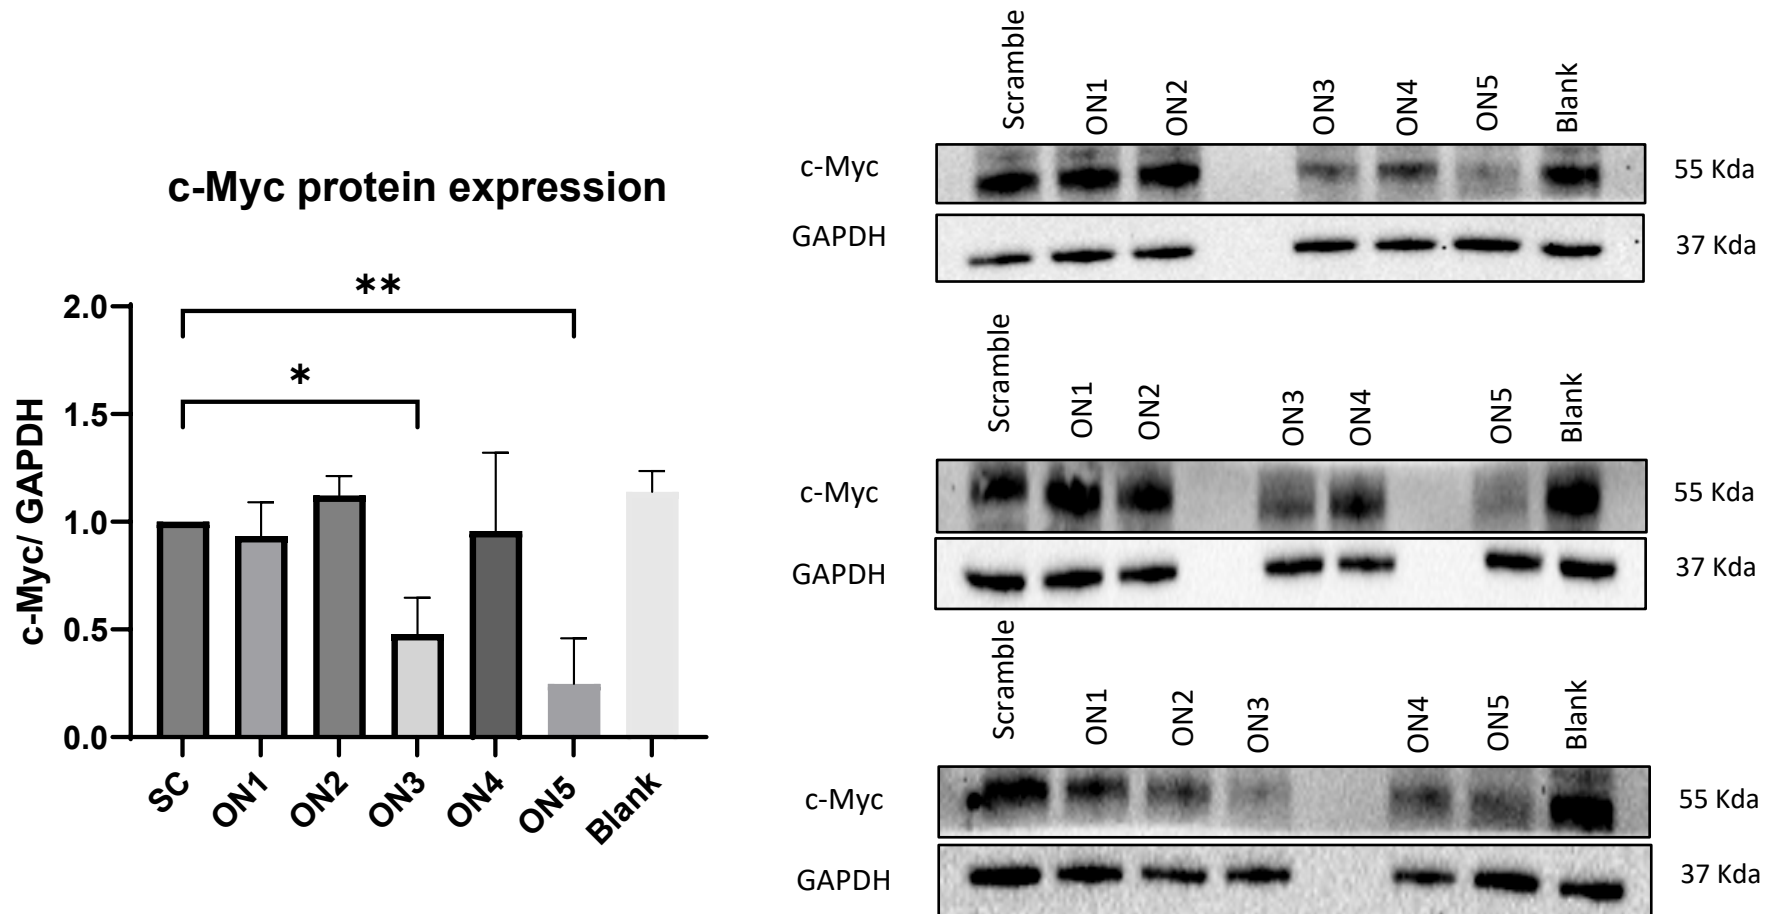 c-Myc protein expression
**
*
c-Myc/ GAPDH
2.0
1.5
1.0
0.5
0.0
SC
ON1
ON2
ON3
ON4
ON5
Blank
Scramble ON1 ON2 ON3 ON4 ON5 Blank
c-Myc 55 Kda
GAPDH 37 Kda
Scramble ON1 ON2 ON3 ON4 ON5 Blank
c-Myc 55 Kda
GAPDH 37 Kda
Scramble ON1 ON2 ON3 ON4 ON5 Blank
c-Myc 55 Kda
GAPDH 37 Kda